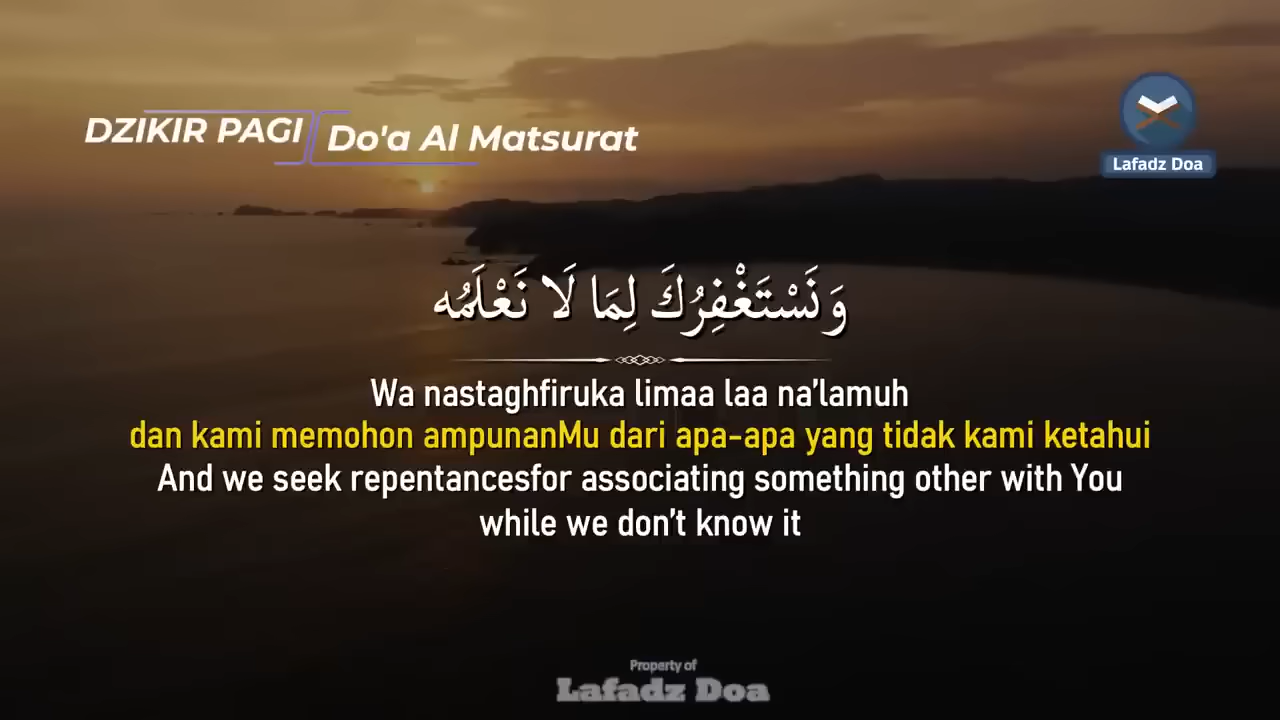 DZIKIR PAGI
Do'a Al Matsurat
Lafadz Doa
وَنَسْتَغْفِرُكَ لِمَا لَا نَعْلَمُه
Wa nastaghfiruka limaa laa na’lamuh
dan kami memohon ampunanMu dari apa-apa yang tidak kami ketahui
And we seek repentancesfor associating something other with You
while we don’t know it
Property of
Lafadz Doa